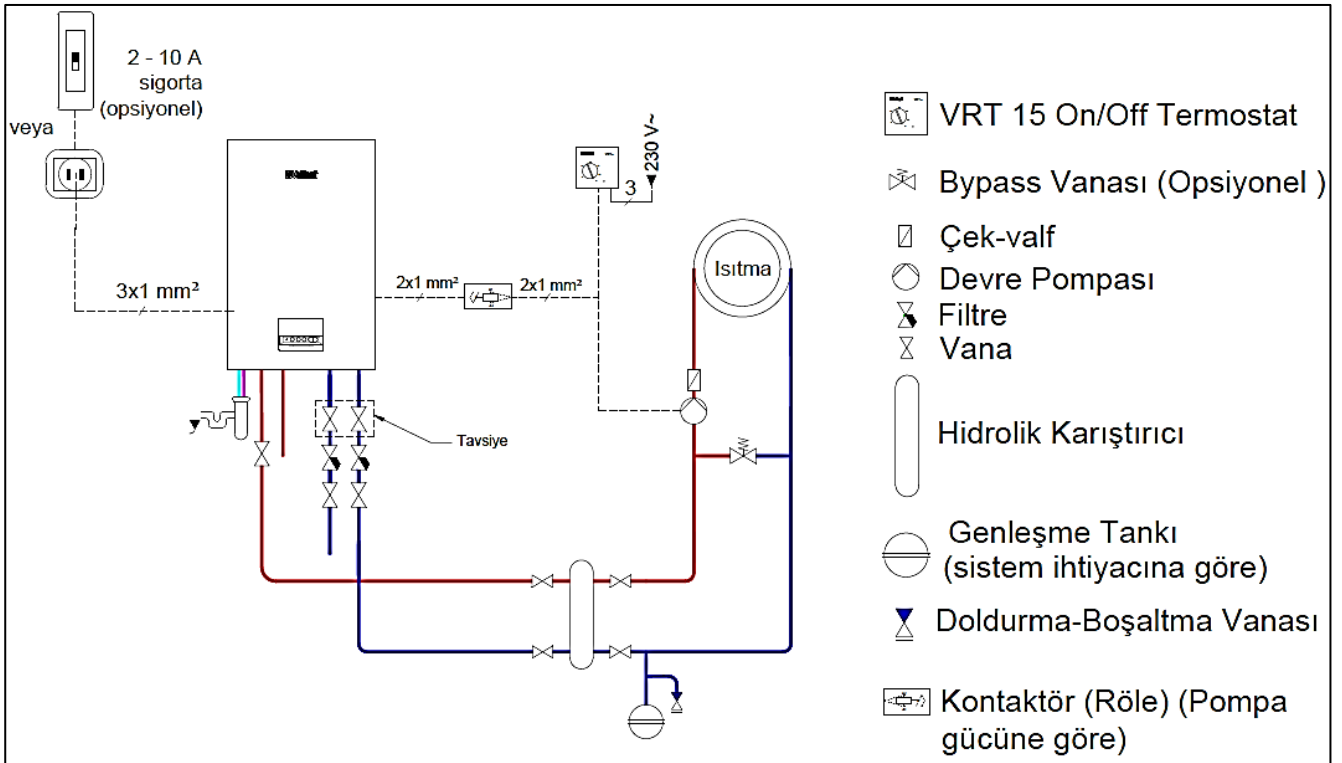 2 - 10 A
sigorta
(opsiyonel)
veya
3x1 mm²
Vaillant
2x1 mm²
2x1 mm²
3
230 V~
Isıtma
Tavsiye
VRT 15 On/Off Termostat
Bypass Vanası (Opsiyonel )
Çek-valf
Devre Pompası
Filtre
Vana
Hidrolik Karıştırıcı
Genleşme Tankı
(sistem ihtiyacına göre)
Doldurma-Boşaltma Vanası
Kontaktör (Röle) (Pompa
gücüne göre)